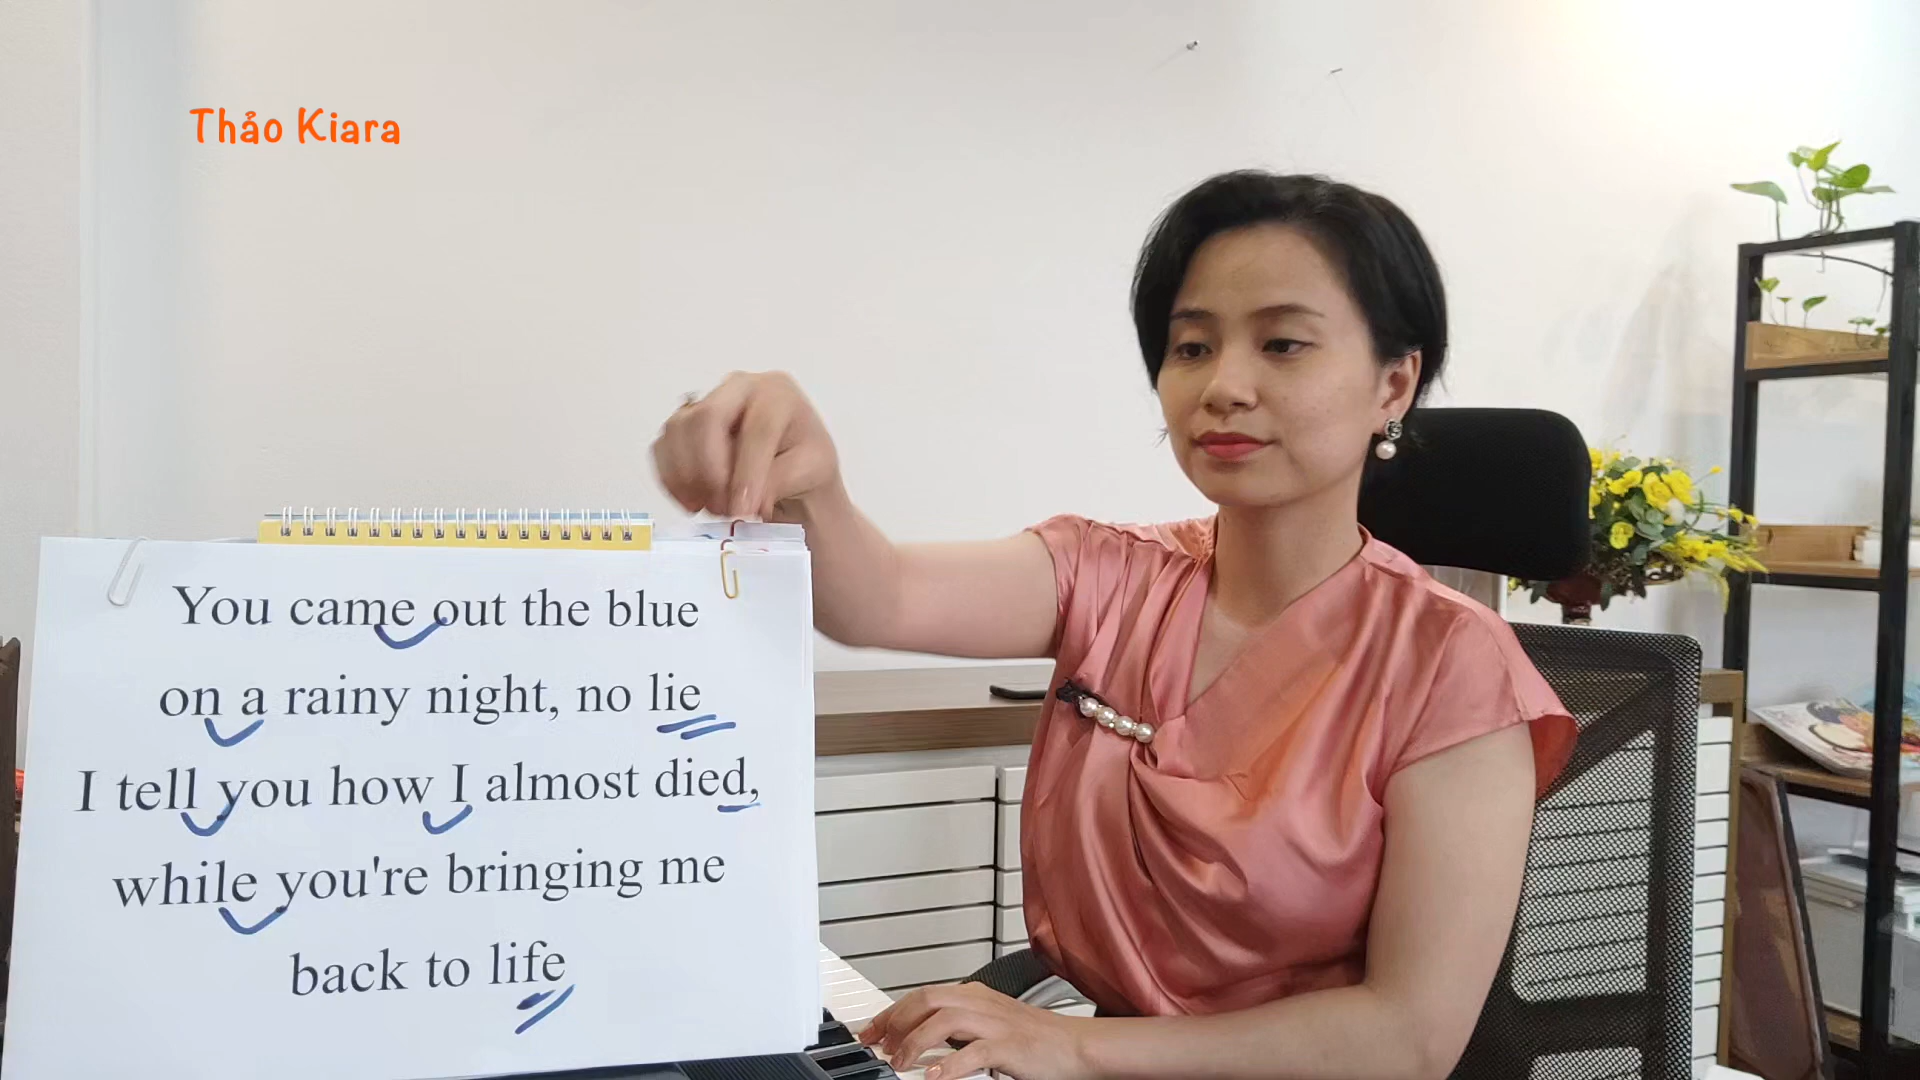 Thảo Kiara
You came out the blue
on a rainy night, no lie
I tell you how I almost died,
while you're bringing me
back to life